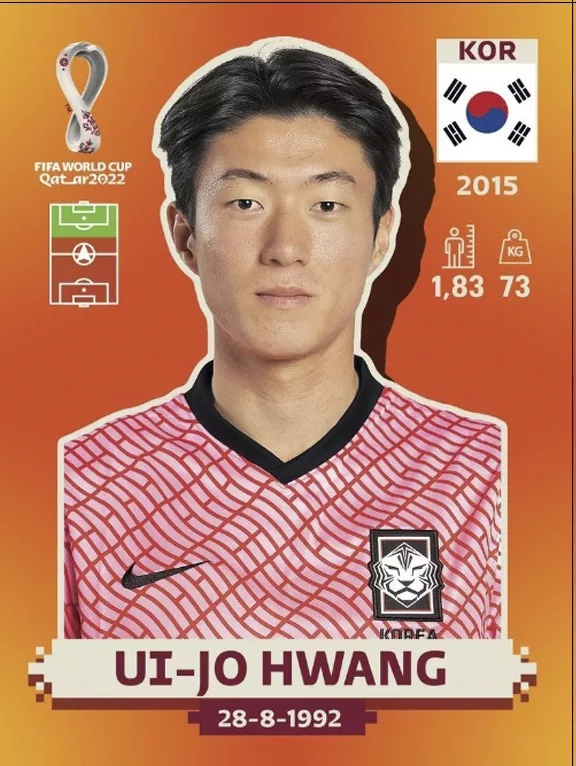 KOR
FIFA WORLD CUP
Qatar2022
2015
KG
1,83 73
KOREA
UI-JO HWANG
28-8-1992